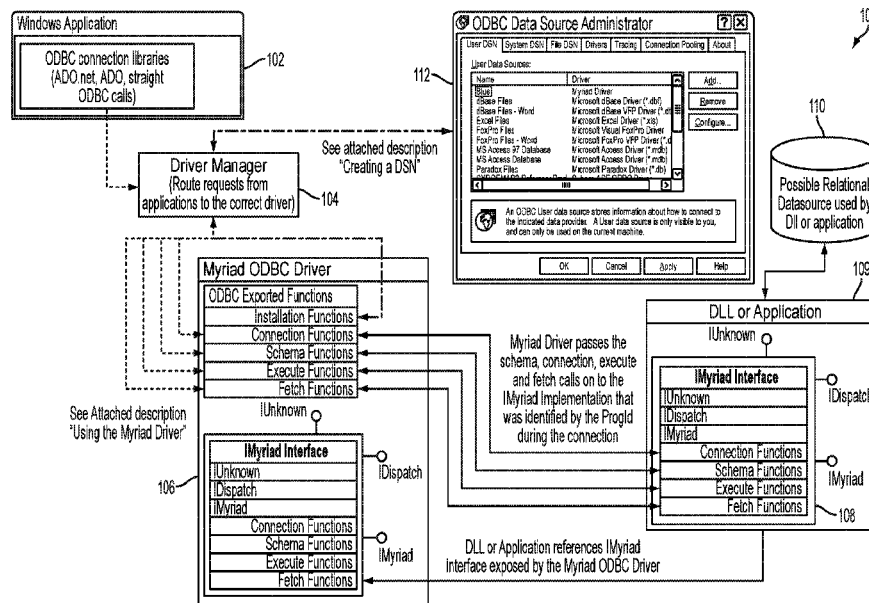 Windows Application
ODBC connection libraries
(ADO.net, ADO, straight
ODBC calls)
102
Driver Manager
(Route requests from
applications to the correct driver)
104
See attached description
"Creating a DSN"
112
ODBC Data Source Administrator
User DSN System DSN File DSN Drivers Tracing Connection Pooling About
User Data Sources:
Name Driver
Blue Myriad Driver
dBase Files Microsoft dBase Driver (*.dbf)
dBase Files - Word Microsoft dBase VFP Driver (*.d
Excel Files Microsoft Excel Driver (*.xls)
FoxPro Files Microsoft Visual FoxPro Driver
FoxPro Files - Word Microsoft FoxPro VFP Driver (*.d
MS Access 97 Database Microsoft Access Driver (*.mdb)
MS Access Database Microsoft Access Driver (*.mdb)
Paradox Files Microsoft Paradox Driver (*.db)
Add...
Remove
Configure...
An ODBC User data source stores information about how to connect to
the indicated data provider. A User data source is only visible to you,
and can only be used on the current machine.
OK Cancel Apply Help
10
110
Possible Relational
Datasource used by
Dll or application
109
Myriad ODBC Driver
ODBC Exported Functions
Installation Functions
Connection Functions
Schema Functions
Execute Functions
Fetch Functions
See Attached description
"Using the Myriad Driver"
IUnknown
106
IMyriad Interface
IUnknown
IDispatch
IMyriad
Connection Functions
Schema Functions
Execute Functions
Fetch Functions
IDispatch
IMyriad
Myriad Driver passes the
schema, connection, execute
and fetch calls on to the
IMyriad Implementation that
was identified by the ProgId
during the connection
DLL or Application
IUnknown
IMyriad Interface
IUnknown
IDispatch
IMyriad
Connection Functions
Schema Functions
Execute Functions
Fetch Functions
IDispatch
IMyriad
108
DLL or Application references IMyriad
Interface exposed by the Myriad ODBC Driver